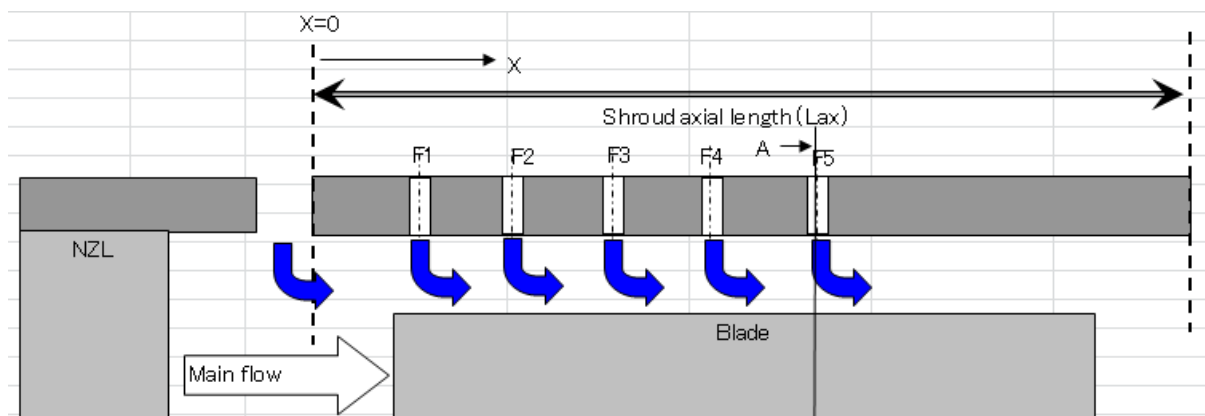 X=0
X
Shroud axial length(Lax)
A
F1
F2
F3
F4
F5
NZL
Blade
Main flow